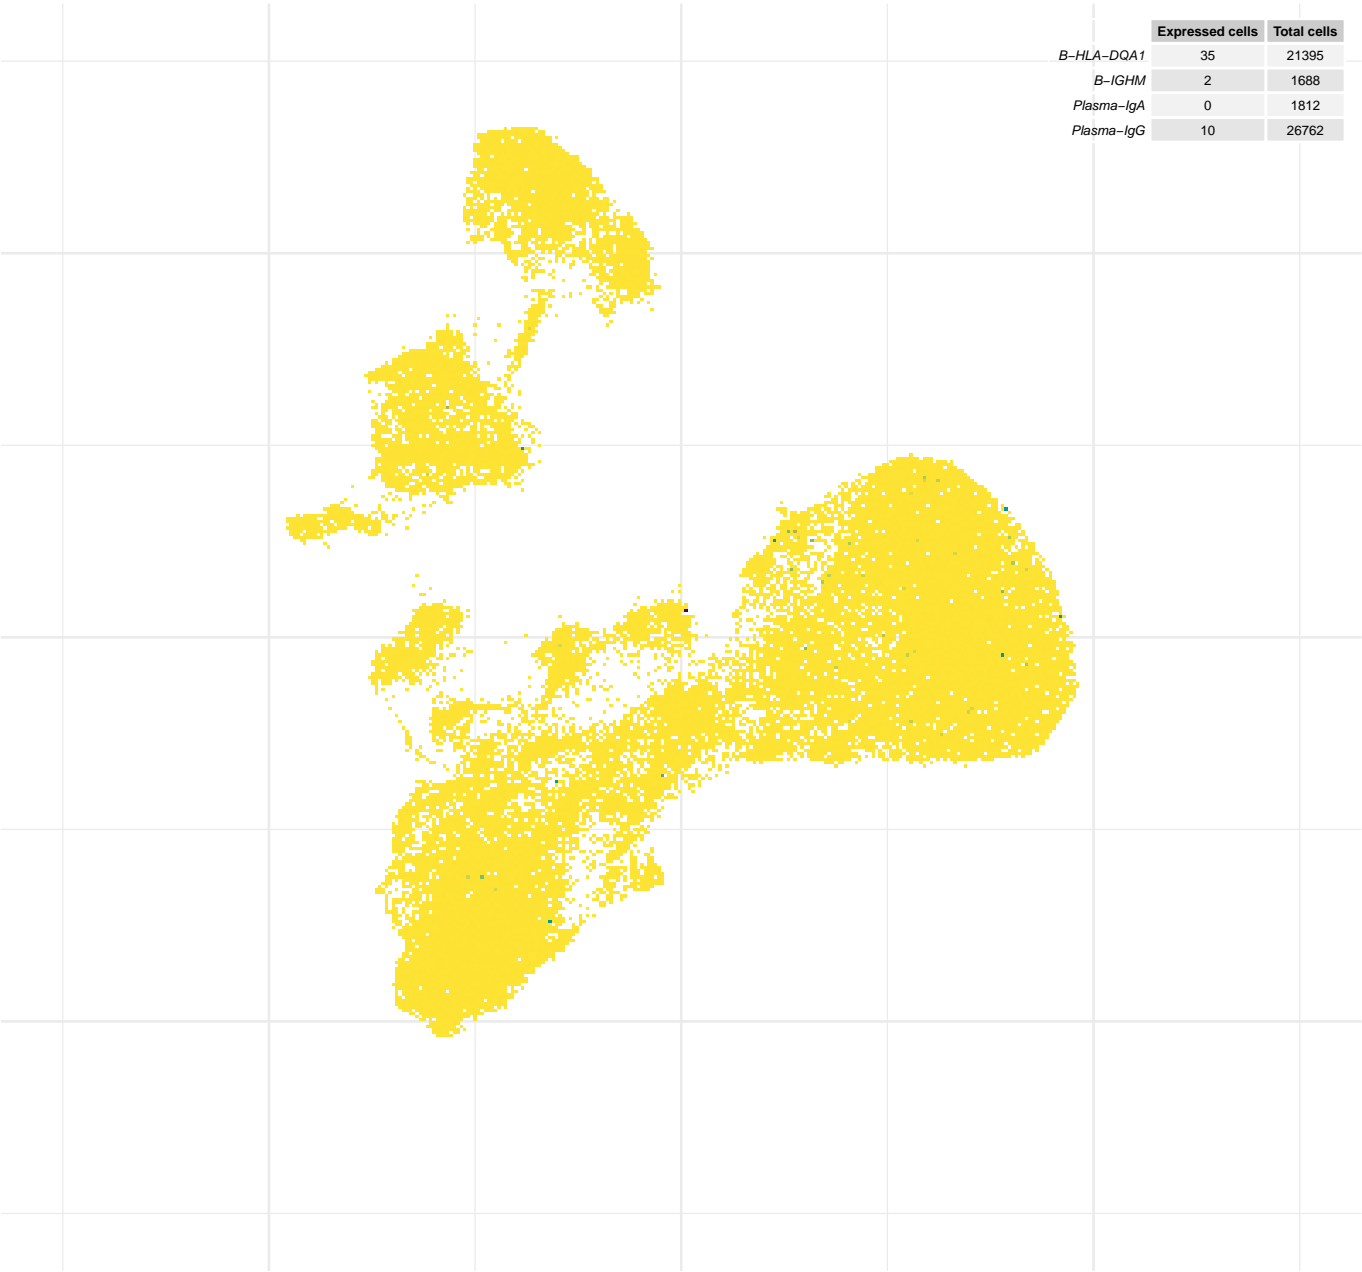 Expressed cells Total cells
B-HLA-DQA1 35 21395
B-IGHM 2 1688
Plasma-IgA 0 1812
Plasma-IgG 10 26762